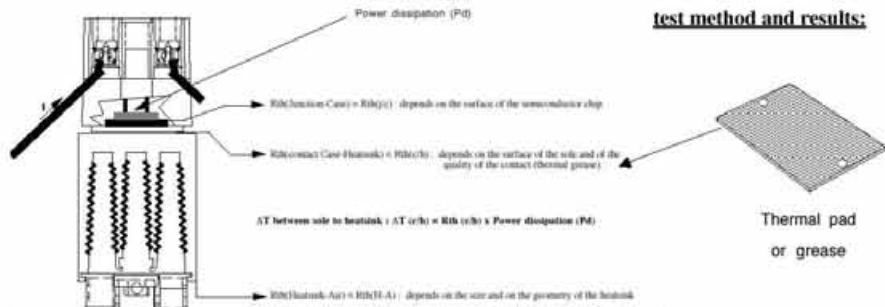 Power dissipation (Pd)
test method and results:
I
Rth(Junction-Case) = Rth(j/c) : depends on the surface of the semiconductor chip
Rth(contact Case-Heatsink) = Rth(c/h) : depends on the surface of the sole and of the
quality of the contact (thermal grease)
ΔT between sole to heatsink : ΔT (c/h) = Rth (c/h) x Power dissipation (Pd)
Thermal pad
or grease
Rth(Heatsink-Air) = Rth(H-A) : depends on the size and on the geometry of the heatsink